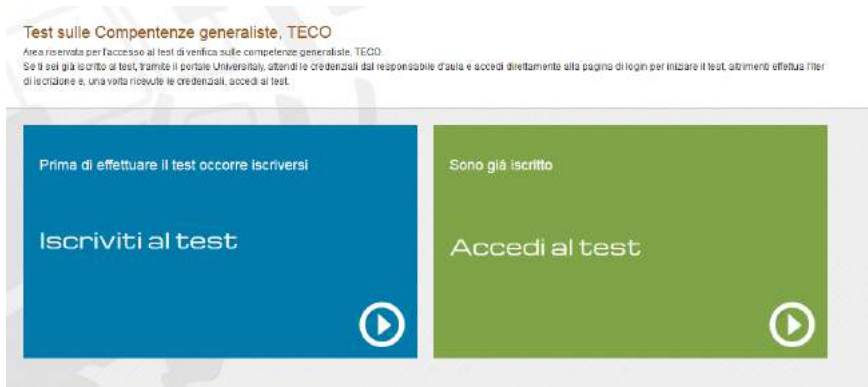 Test sulle Compentenze generaliste, TECO
Area riservata per l'accesso al test di verifica sulle competenze generaliste, TECO.
Se ti sei già iscritto al test, tramite il portale Universitaly, attendi le credenziali dal responsabile d'aula e accedi direttamente alla pagina di login per iniziare il test, altrimenti effettua l'iter
di iscrizione e, una volta ricevute le credenziali, accedi al test.
Prima di effettuare il test occorre iscriversi
Sono già iscritto
Iscriviti al test
Accedi al test